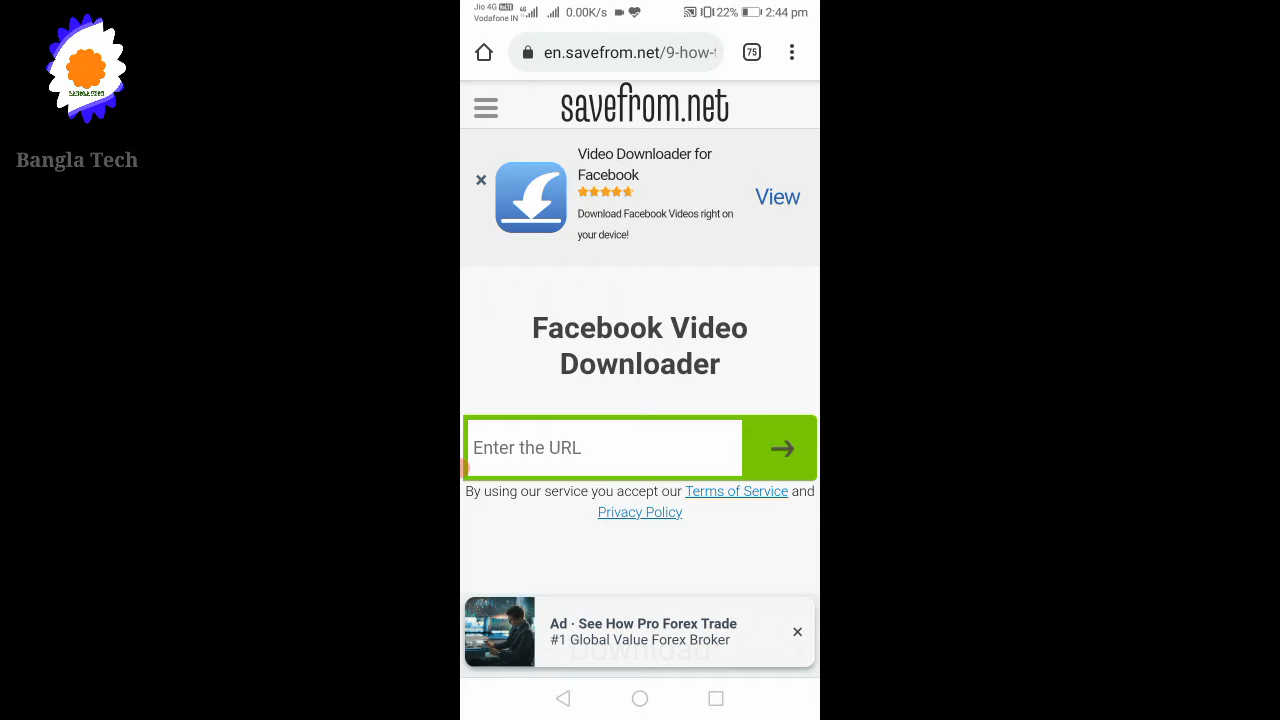 Jio 4G VoLTE 4G 0.00K/s 22% 2:44 pm
Vodafone IN
en.savefrom.net/9-how-
75
savefrom.net
Video Downloader for
Facebook
Download Facebook Videos right on
your device!
View
Bangla Tech
Facebook Video
Downloader
Enter the URL
By using our service you accept our Terms of Service and
Privacy Policy
Ad · See How Pro Forex Trade
#1 Global Value Forex Broker
Download